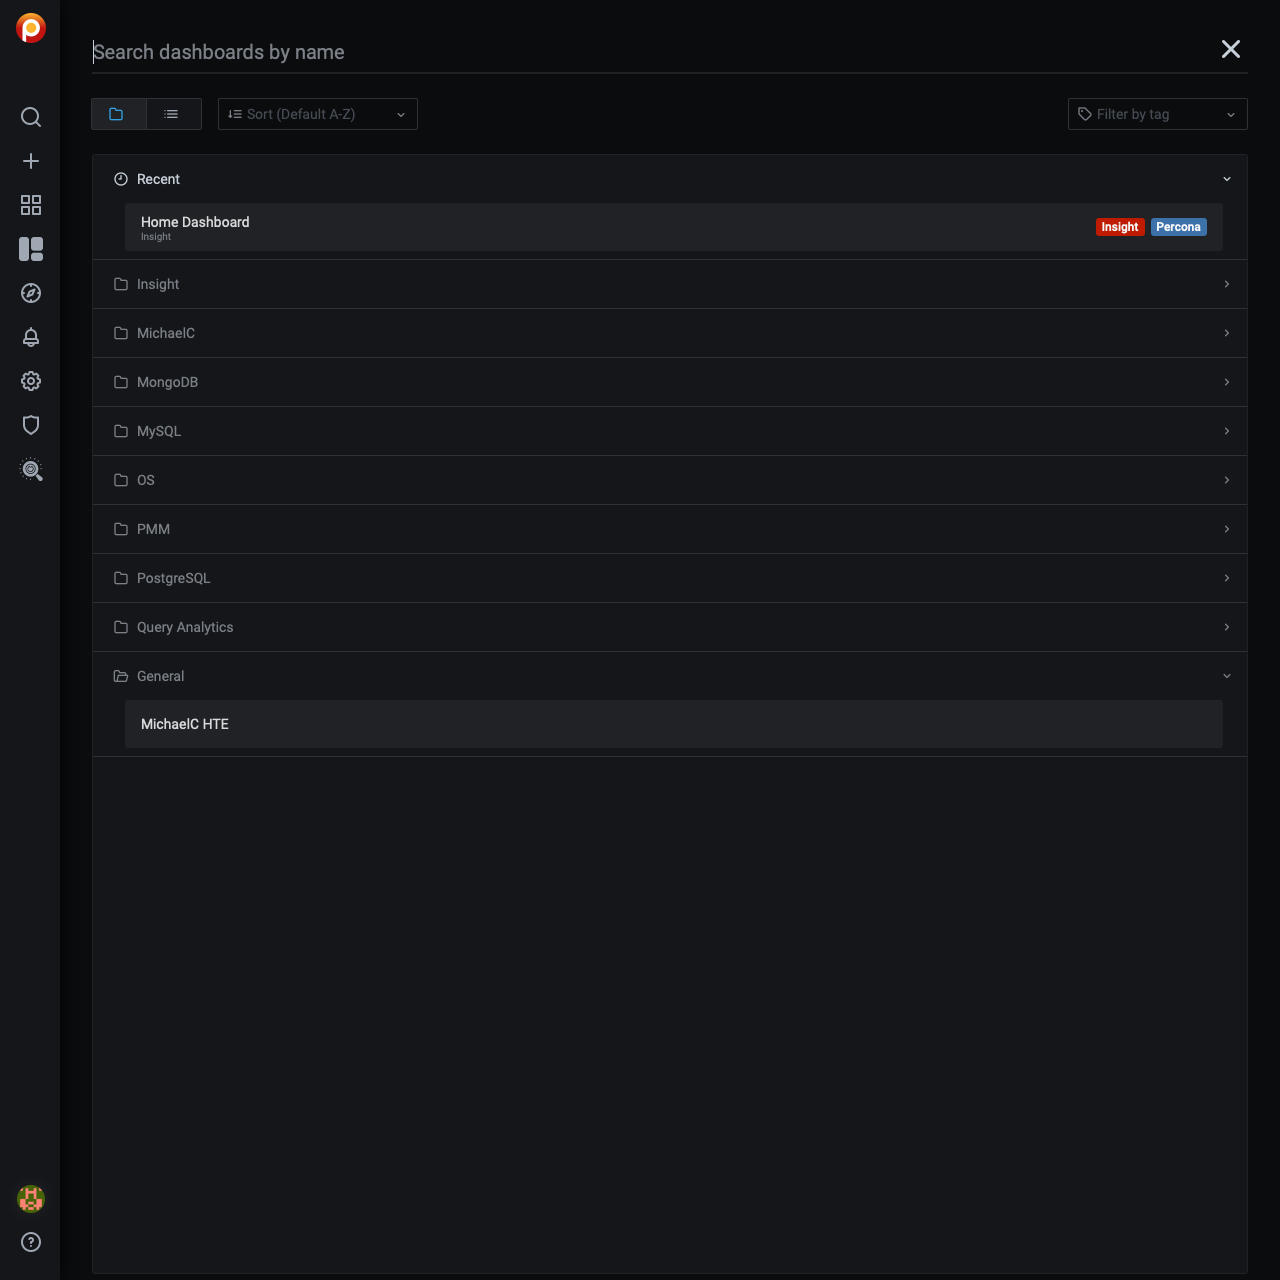 Search dashboards by name
Sort (Default A-Z)
Filter by tag
Recent
Home Dashboard
Insight
Insight Percona
Insight
MichaelC
MongoDB
MySQL
OS
PMM
PostgreSQL
Query Analytics
General
MichaelC HTE